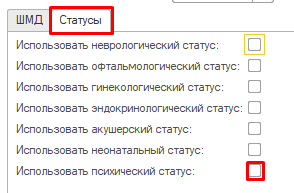 ШМД Статусы
Использовать неврологический статус:
Использовать офтальмологический статус:
Использовать гинекологический статус:
Использовать эндокринологический статус:
Использовать акушерский статус:
Использовать неонатальный статус:
Использовать психический статус: